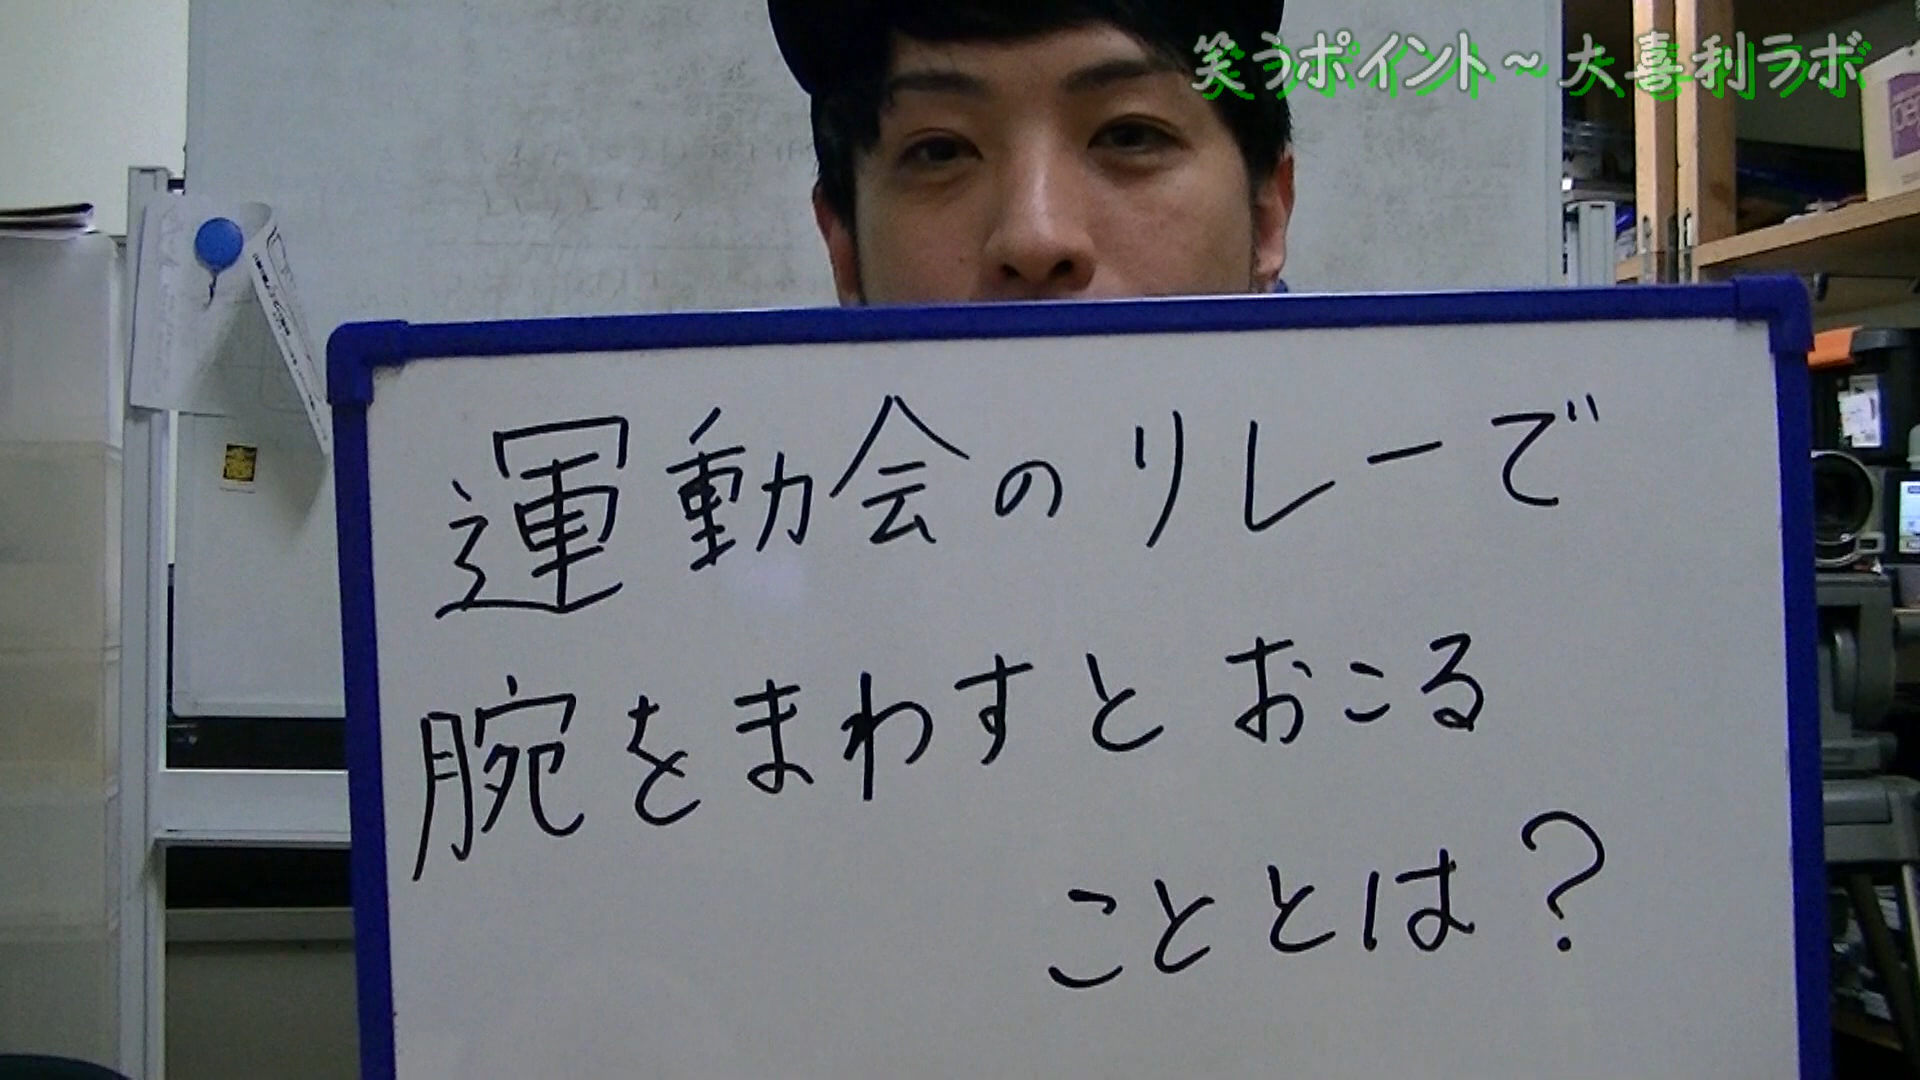 笑うポイント~大喜利ラボ
運動会のリレーで
腕をまわすとおこる
こととは?